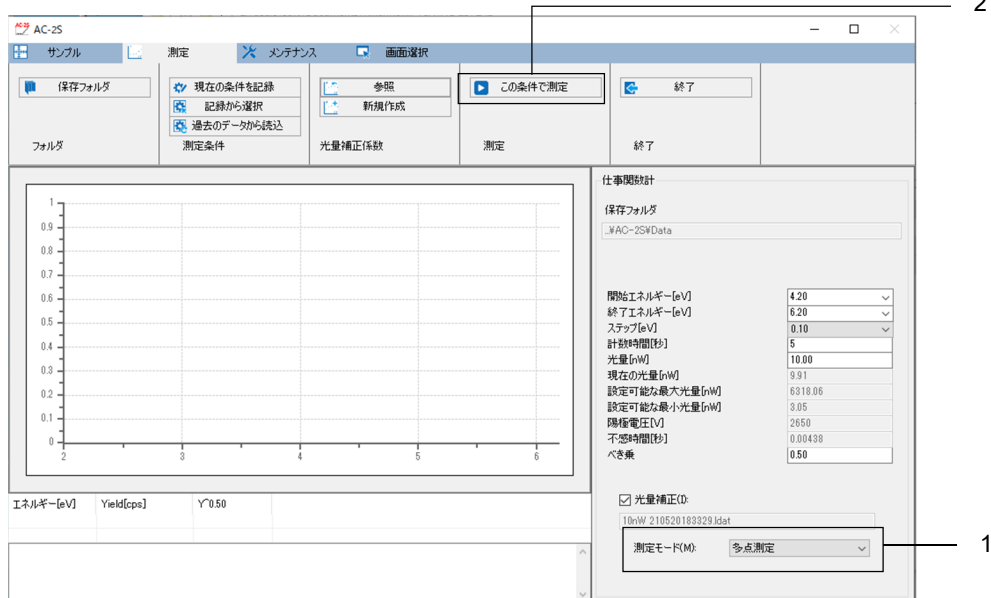 2
AC-2S
サンプル 測定 メンテナンス 画面選択
保存フォルダ 現在の条件を記録 参照 この条件で測定 終了
記録から選択 新規作成
過去のデータから読込
フォルダ 測定条件 光量補正係数 測定 終了
仕事関数計
保存フォルダ
..¥AC-2S¥Data
1
0.9
0.8
0.7
0.6
0.5
0.4
0.3
0.2
0.1
0
2 3 4 5 6
開始エネルギー[eV] 4.20
終了エネルギー[eV] 6.20
ステップ[eV] 0.10
計数時間[秒] 5
光量[nW] 10.00
現在の光量[nW] 9.91
設定可能な最大光量[nW] 6318.06
設定可能な最小光量[nW] 3.05
陽極電圧[V] 2650
不感時間[秒] 0.00438
べき乗 0.50
エネルギー[eV] Yield[cps] Y^0.50
光量補正(I):
10nW 210520183329.ldat
測定モード(M): 多点測定
1